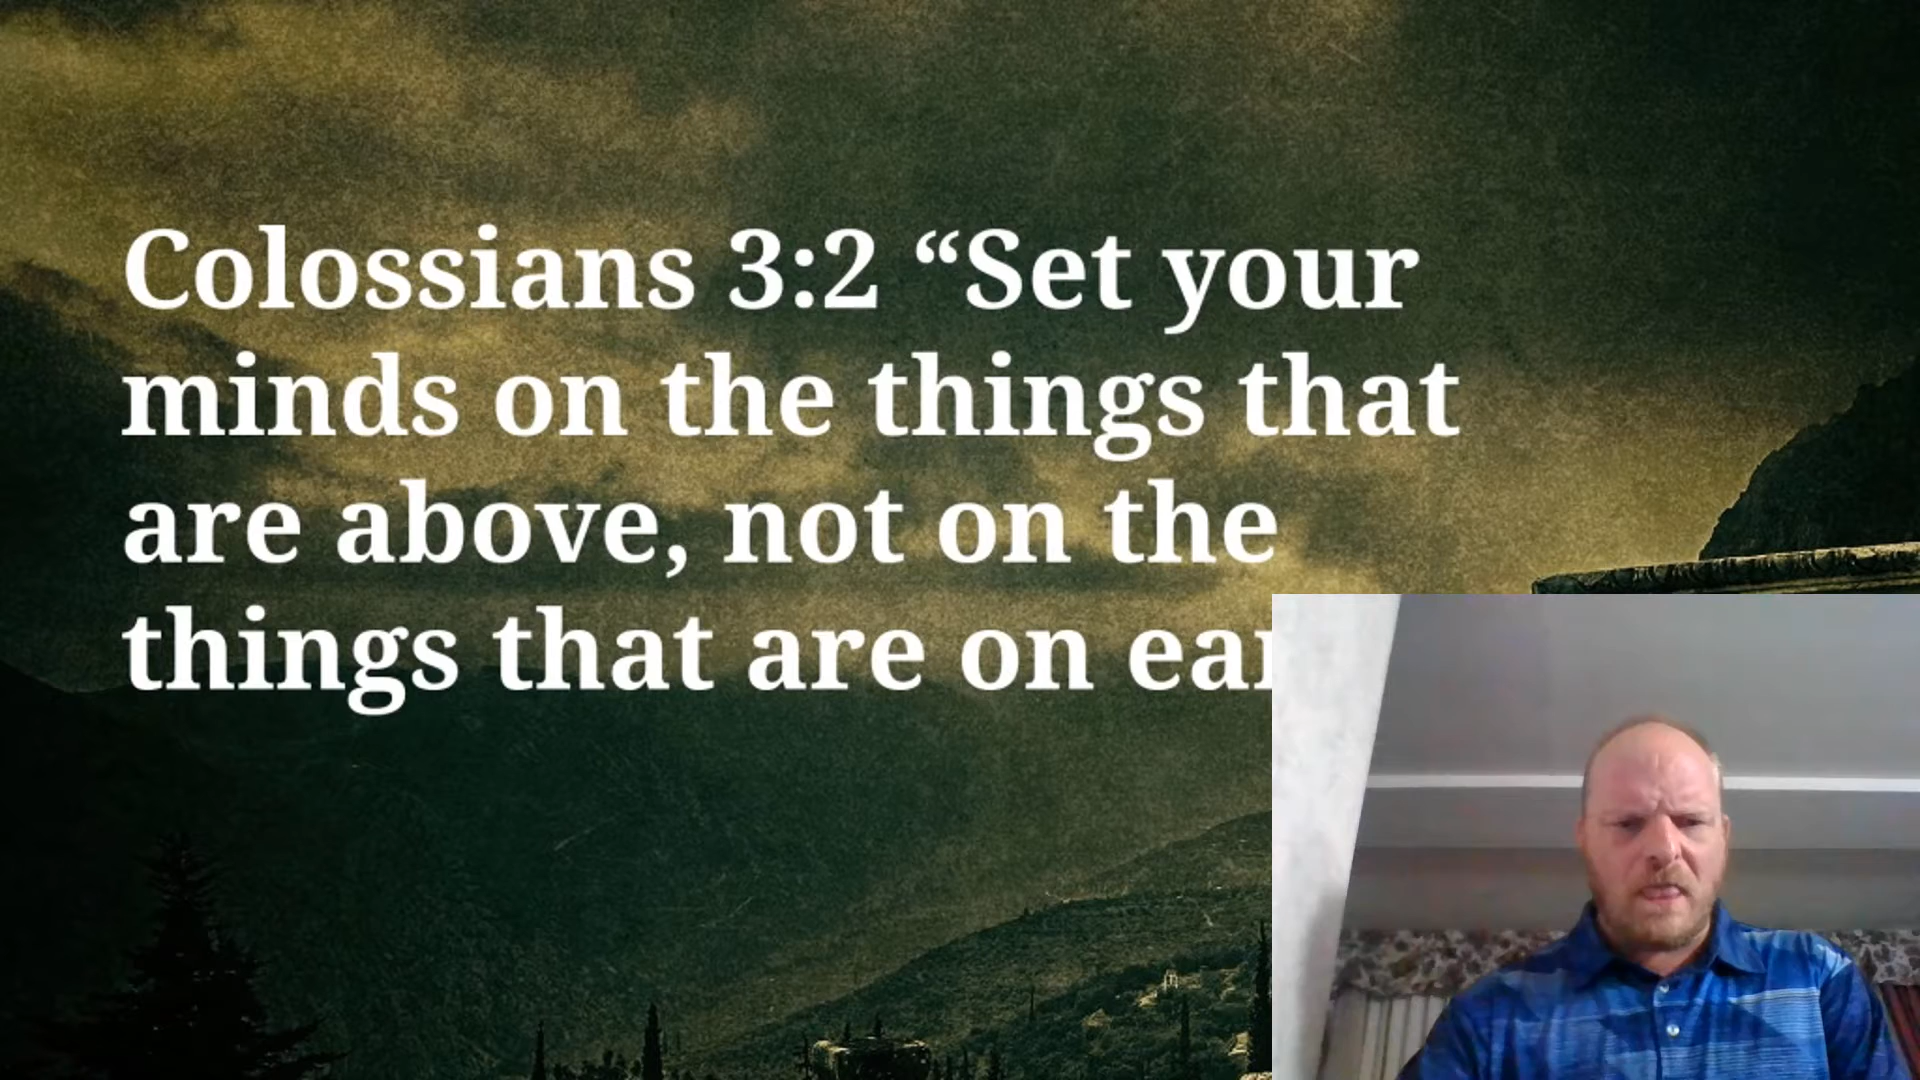 Colossians 3:2 “Set your
minds on the things that
are above, not on the
things that are on